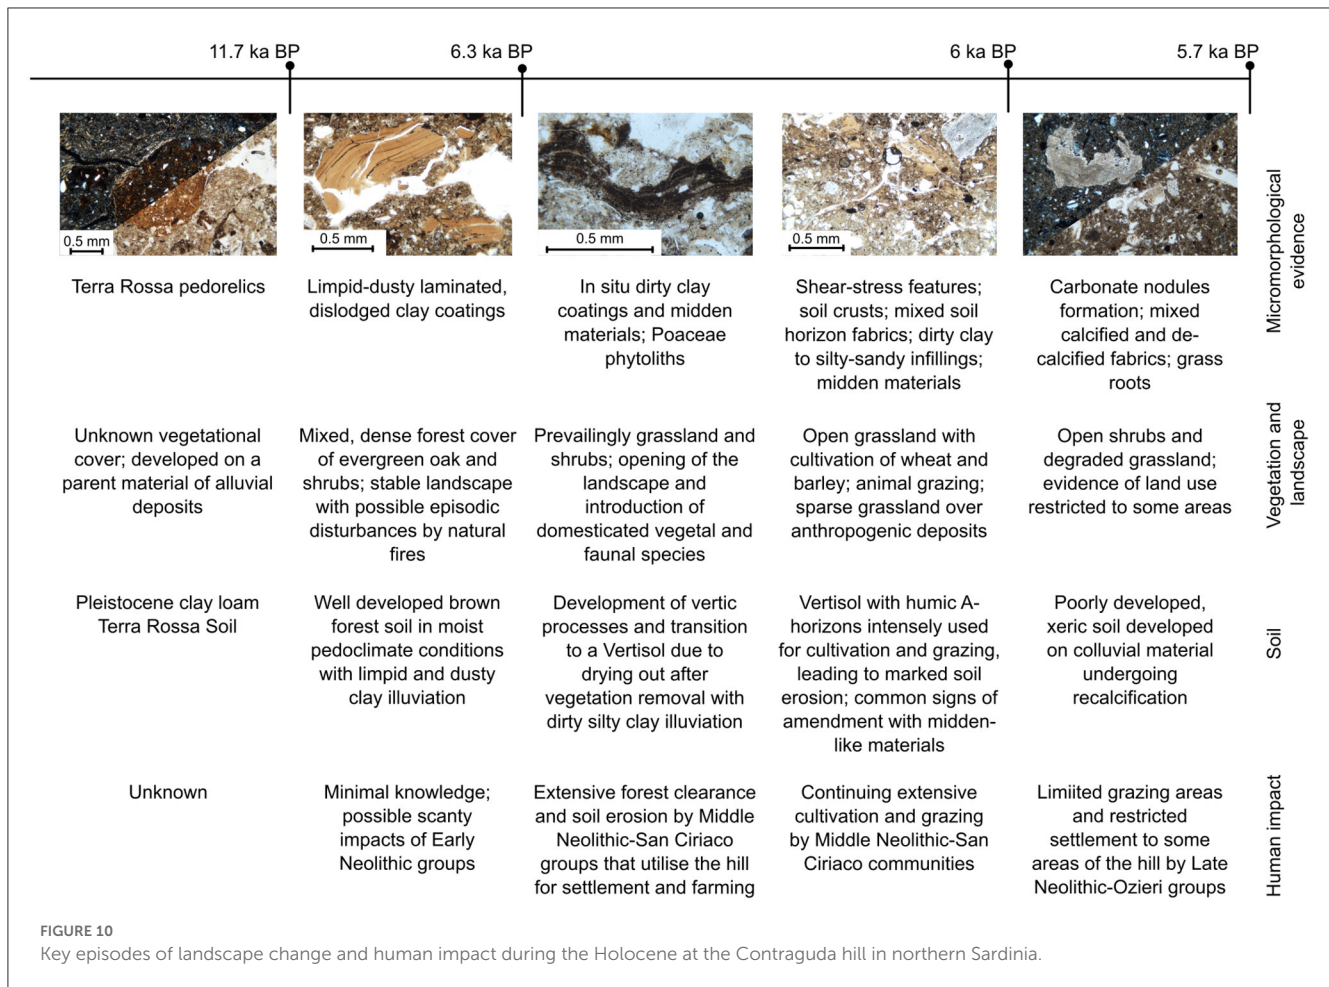 11.7 ka BP
6.3 ka BP
6 ka BP
5.7 ka BP
0.5 mm
0.5 mm
0.5 mm
0.5 mm
0.5 mm
Micromorphological
evidence
Terra Rossa pedorelics
Limpid-dusty laminated,
dislodged clay coatings
In situ dirty clay
coatings and midden
materials; Poaceae
phytoliths
Shear-stress features;
soil crusts; mixed soil
horizon fabrics; dirty clay
to silty-sandy infillings;
midden materials
Carbonate nodules
formation; mixed
calcified and de-
calcified fabrics; grass
roots
Vegetation and
landscape
Unknown vegetational
cover; developed on a
parent material of alluvial
deposits
Mixed, dense forest cover
of evergreen oak and
shrubs; stable landscape
with possible episodic
disturbances by natural
fires
Prevailingly grassland and
shrubs; opening of the
landscape and
introduction of
domesticated vegetal and
faunal species
Open grassland with
cultivation of wheat and
barley; animal grazing;
sparse grassland over
anthropogenic deposits
Open shrubs and
degraded grassland;
evidence of land use
restricted to some areas
Soil
Pleistocene clay loam
Terra Rossa Soil
Well developed brown
forest soil in moist
pedoclimate conditions
with limpid and dusty
clay illuviation
Development of vertic
processes and transition
to a Vertisol due to
drying out after
vegetation removal with
dirty silty clay illuviation
Vertisol with humic A-
horizons intensely used
for cultivation and grazing,
leading to marked soil
erosion; common signs of
amendment with midden-
like materials
Poorly developed,
xeric soil developed
on colluvial material
undergoing
recalcification
Human impact
Unknown
Minimal knowledge;
possible scanty
impacts of Early
Neolithic groups
Extensive forest clearance
and soil erosion by Middle
Neolithic-San Ciriaco
groups that utilise the hill
for settlement and farming
Continuing extensive
cultivation and grazing
by Middle Neolithic-San
Ciriaco communities
Limiited grazing areas
and restricted
settlement to some
areas of the hill by Late
Neolithic-Ozieri groups
FIGURE 10
Key episodes of landscape change and human impact during the Holocene at the Contraguda hill in northern Sardinia.